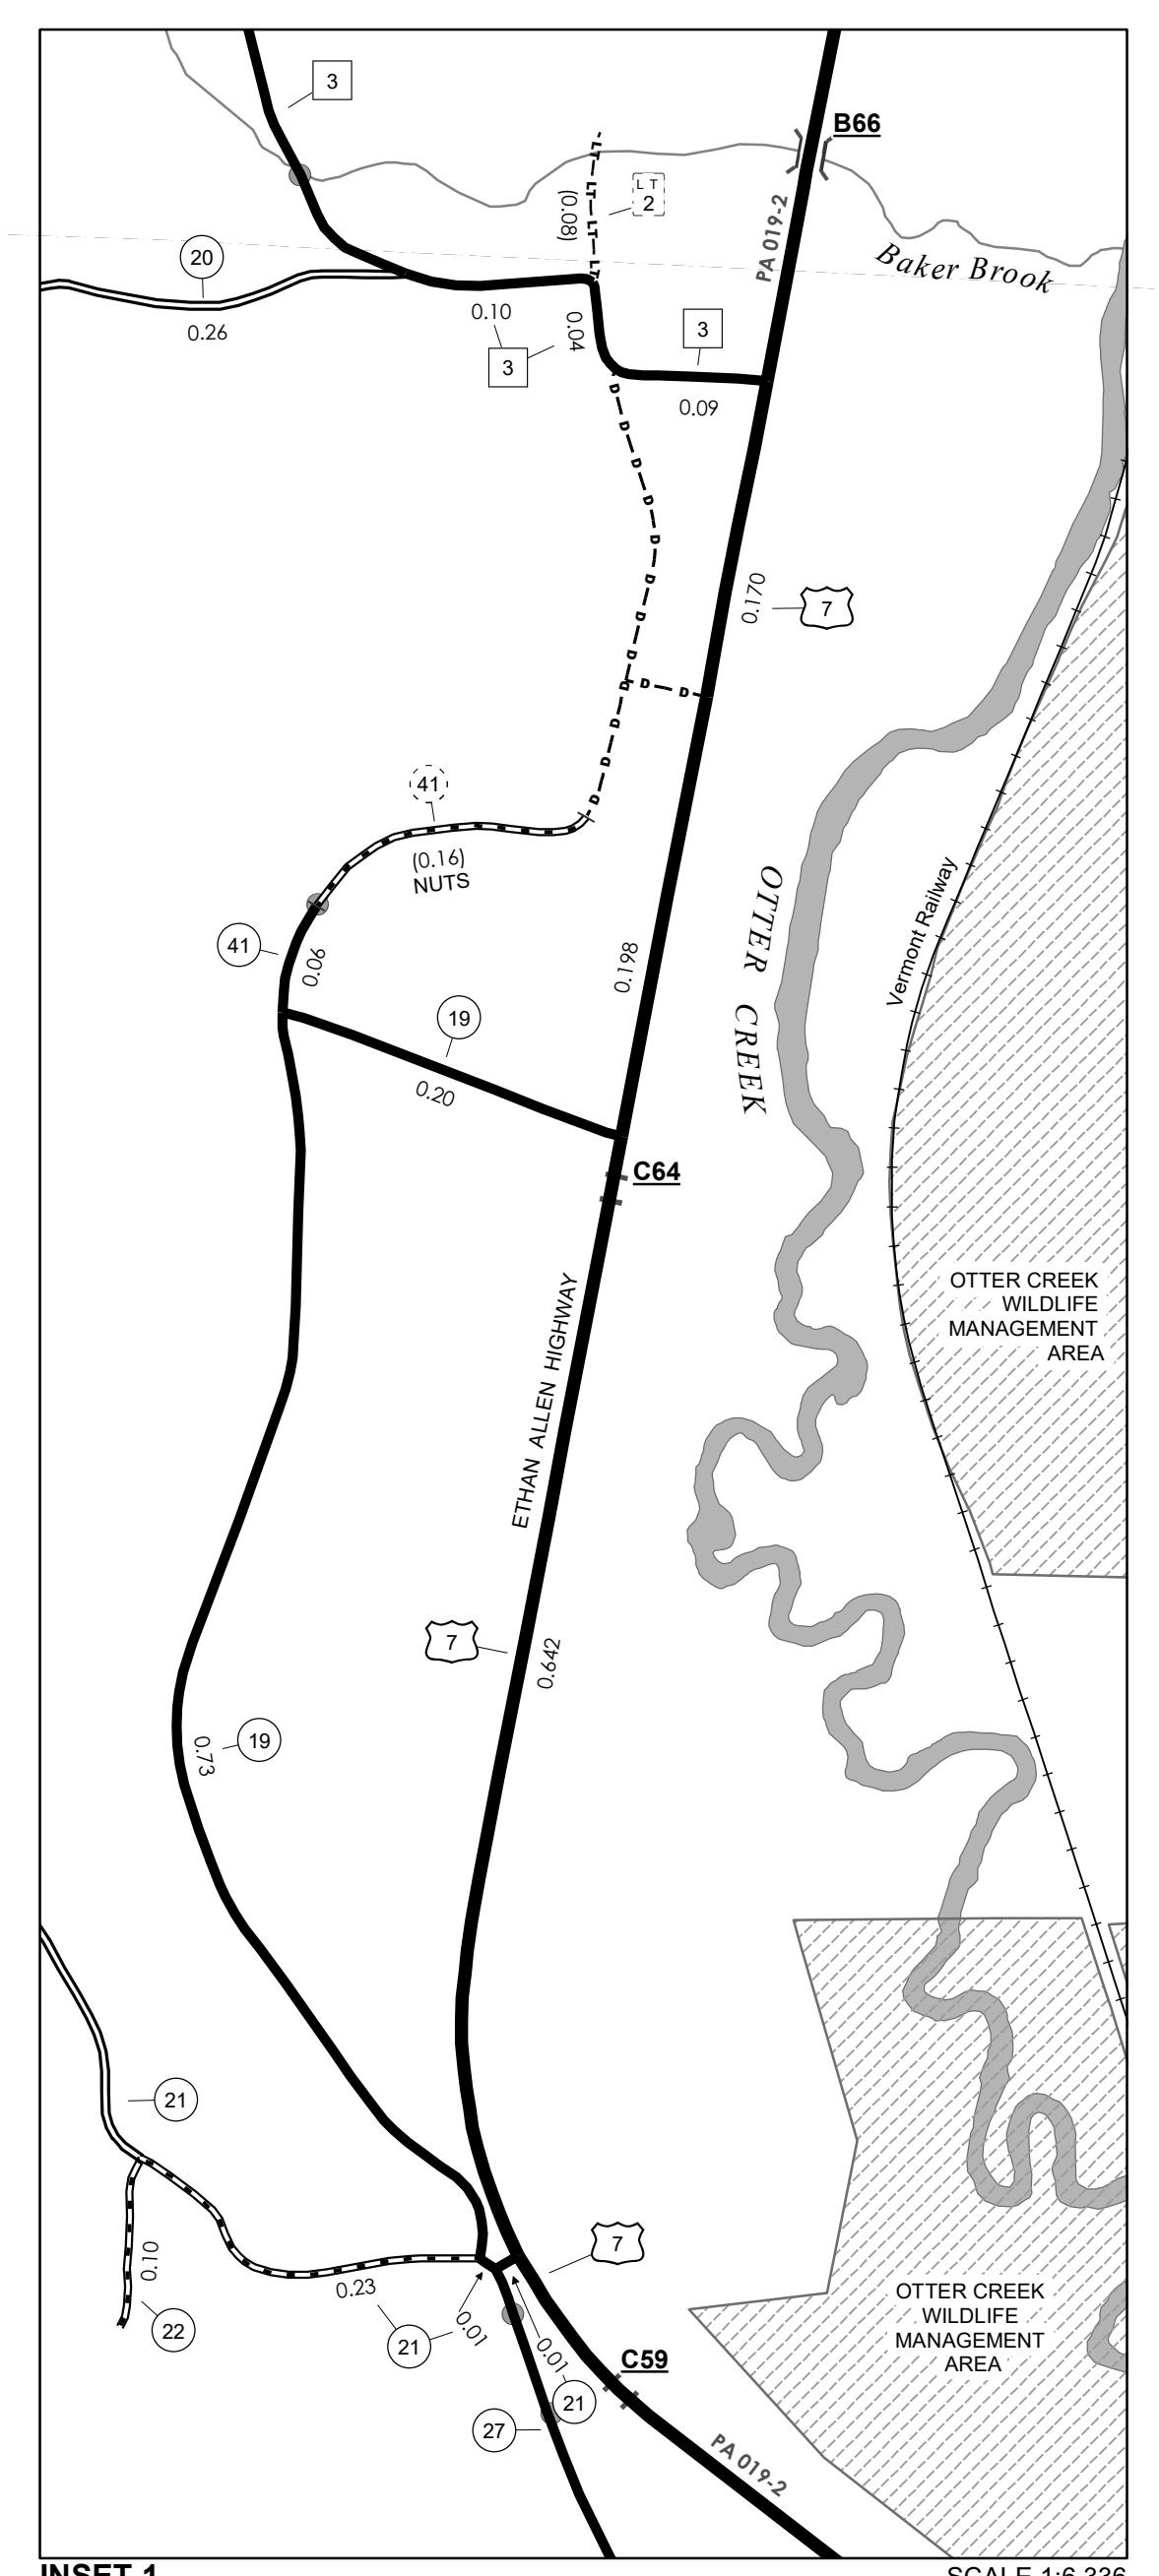 3
B66
L T
2
(0.08)
PA 019-2
Baker Brook
20
0.26
0.10
0.04
3
3
0.09
0.170
7
41
(0.16)
NUTS
41
0.06
19
0.20
0.198
OTTER CREEK
Vermont Railway
C64
OTTER CREEK
WILDLIFE
MANAGEMENT
AREA
ETHAN ALLEN HIGHWAY
7
0.642
0.73
19
21
0.10
22
0.23
21
0.01
0.01
21
7
27
C59
PA 019-2
OTTER CREEK
WILDLIFE
MANAGEMENT
AREA
INSET 1
SCALE 1:6,336